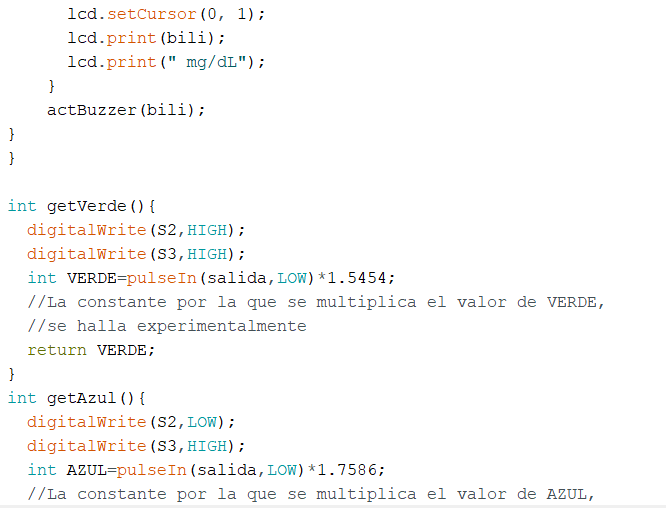 lcd.setCursor(0, 1);
lcd.print(bili);
lcd.print(" mg/dL");
}
actBuzzer(bili);
}
}
int getVerde(){
digitalWrite(S2,HIGH);
digitalWrite(S3,HIGH);
int VERDE=pulseIn(salida,LOW)*1.5454;
//La constante por la que se multiplica el valor de VERDE,
//se halla experimentalmente
return VERDE;
}
int getAzul(){
digitalWrite(S2,LOW);
digitalWrite(S3,HIGH);
int AZUL=pulseIn(salida,LOW)*1.7586;
//La constante por la que se multiplica el valor de AZUL,